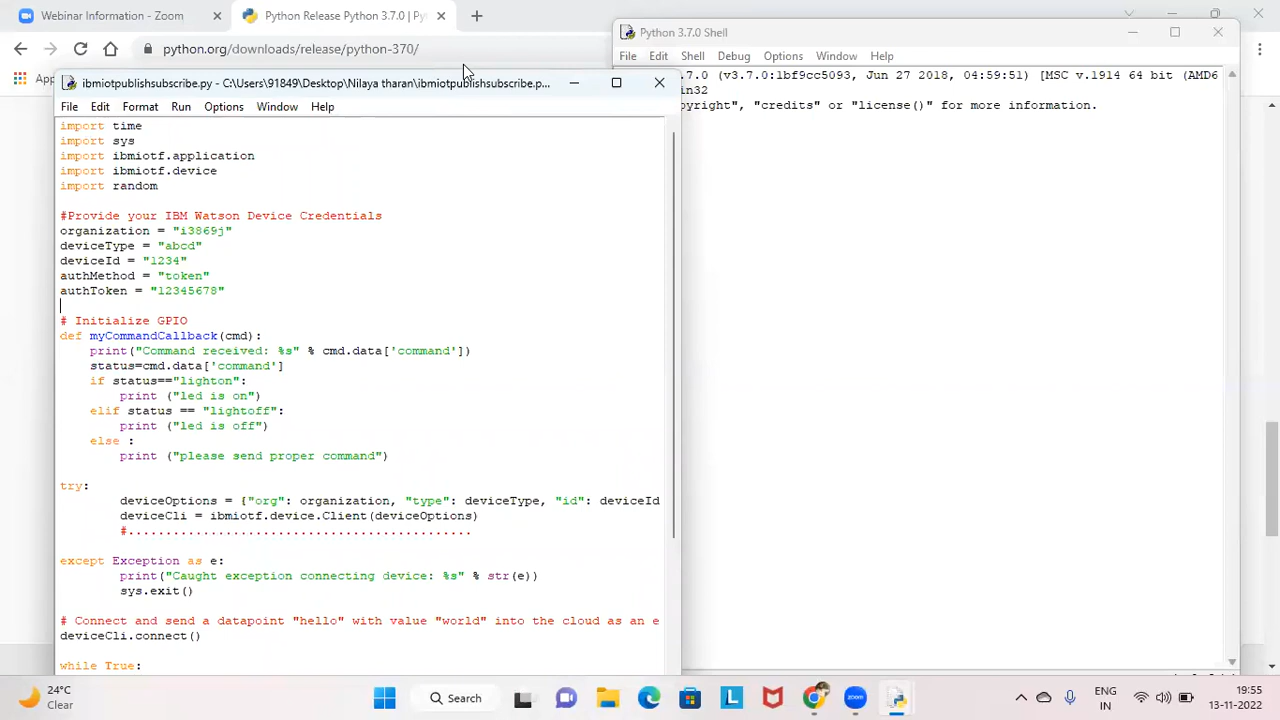 Webinar Information - Zoom
Python Release Python 3.7.0 | Py
python.org/downloads/release/python-370/
Ap
Python 3.7.0 Shell
File Edit Shell Debug Options Window Help
7.0 (v3.7.0:1bf9cc5093, Jun 27 2018, 04:59:51) [MSC v.1914 64 bit (AMD6
in32
pyright", "credits" or "license()" for more information.
ibmiotpublishsubscribe.py - C:\Users\91849\Desktop\Nilaya tharan\ibmiotpublishsubscribe.p...
File Edit Format Run Options Window Help
import time
import sys
import ibmiotf.application
import ibmiotf.device
import random
#Provide your IBM Watson Device Credentials
organization = "i3869j"
deviceType = "abcd"
deviceId = "1234"
authMethod = "token"
authToken = "12345678"
# Initialize GPIO
def myCommandCallback(cmd):
print("Command received: %s" % cmd.data['command'])
status=cmd.data['command']
if status=="lighton":
print ("led is on")
elif status == "lightoff":
print ("led is off")
else :
print ("please send proper command")
try:
deviceOptions = {"org": organization, "type": deviceType, "id": deviceId
deviceCli = ibmiotf.device.Client(deviceOptions)
#..............................................
except Exception as e:
print("Caught exception connecting device: %s" % str(e))
sys.exit()
# Connect and send a datapoint "hello" with value "world" into the cloud as an e
deviceCli.connect()
while True:
24°C
Clear
Search
zoom
ENG
IN
19:55
13-11-2022